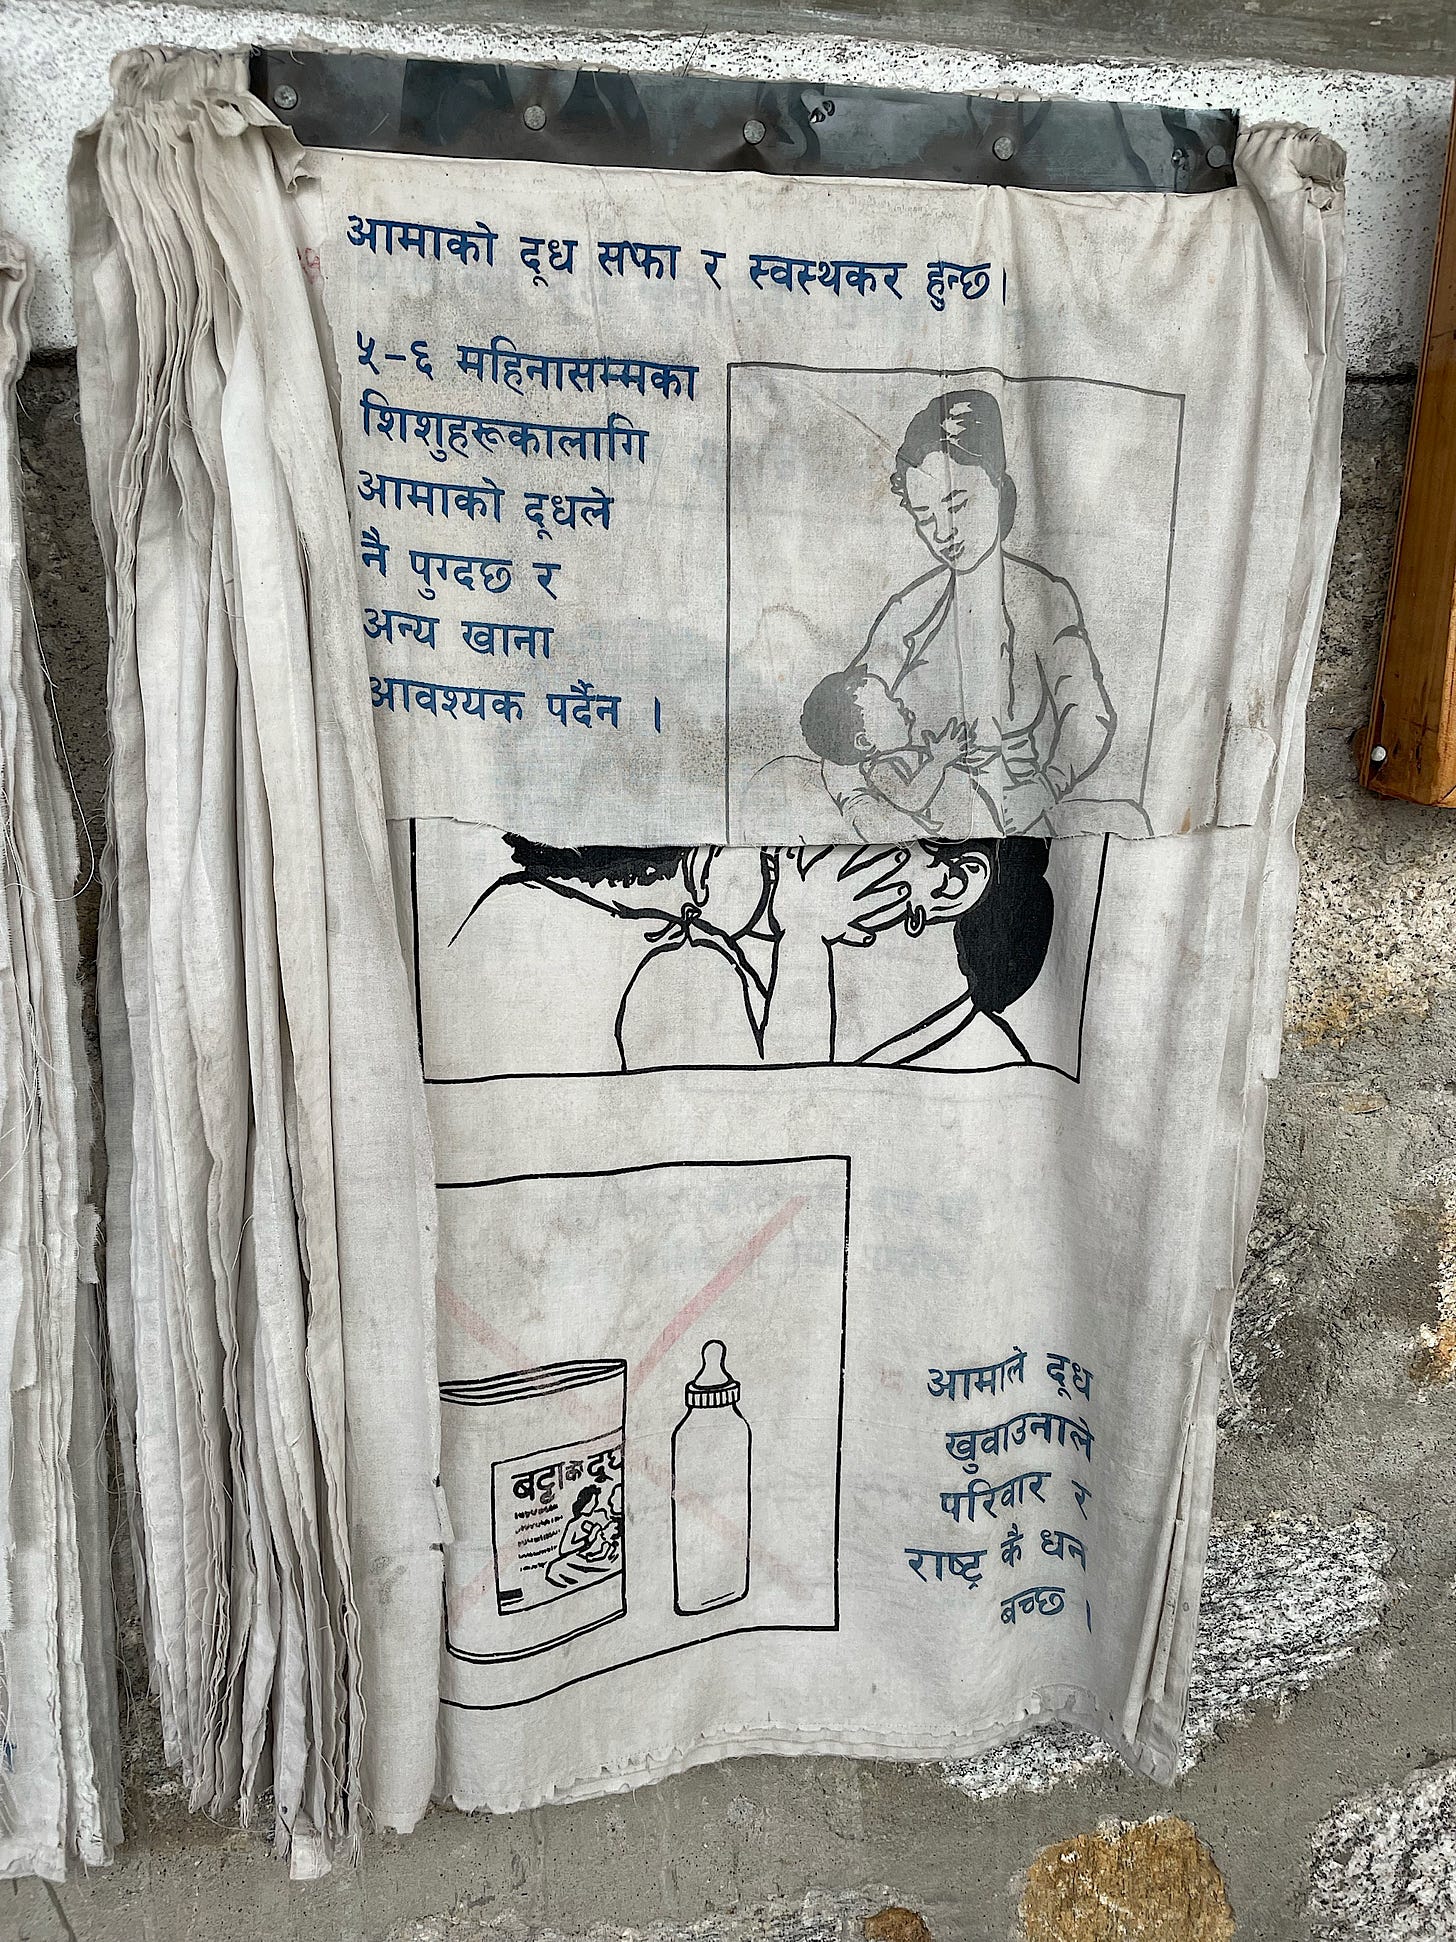 आमाको दूध सफा र स्वस्थकर हुन्छ।
५-६ महिनासम्मका
शिशुहरूकालागि
आमाको दूधले
नै पुग्दछ र
अन्य खाना
आवश्यक पर्दैन ।
बट्टाको दूध
आमाले दूध
खुवाउनाले
परिवार र
राष्ट्र कै धन
बच्छ ।